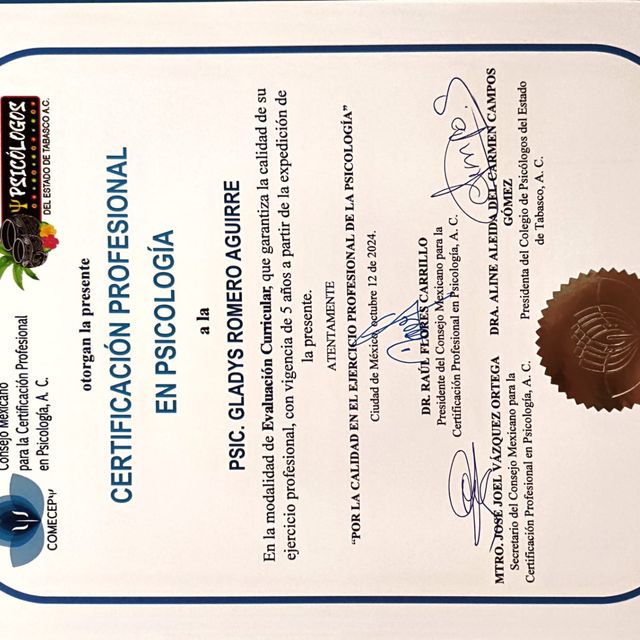 Consejo Mexicano
para la Certificación Profesional
en Psicología, A. C.
COMECEPψ
ΨPSICÓLOGOS
DEL ESTADO DE TABASCO A.C.
otorgan la presente
CERTIFICACIÓN PROFESIONAL
EN PSICOLOGÍA
a la
PSIC. GLADYS ROMERO AGUIRRE
En la modalidad de Evaluación Curricular, que garantiza la calidad de su
ejercicio profesional, con vigencia de 5 años a partir de la expedición de
la presente.
ATENTAMENTE
“POR LA CALIDAD EN EL EJERCICIO PROFESIONAL DE LA PSICOLOGÍA”
Ciudad de México, octubre 12 de 2024.
DR. RAÚL FLORES CARRILLO
Presidente del Consejo Mexicano para la
Certificación Profesional en Psicología, A. C.
MTRO. JOSÉ JOEL VÁZQUEZ ORTEGA
Secretario del Consejo Mexicano para la
Certificación Profesional en Psicología, A. C.
DRA. ALINE ALEIDA DEL CARMEN CAMPOS
GÓMEZ
Presidenta del Colegio de Psicólogos del Estado
de Tabasco, A. C.